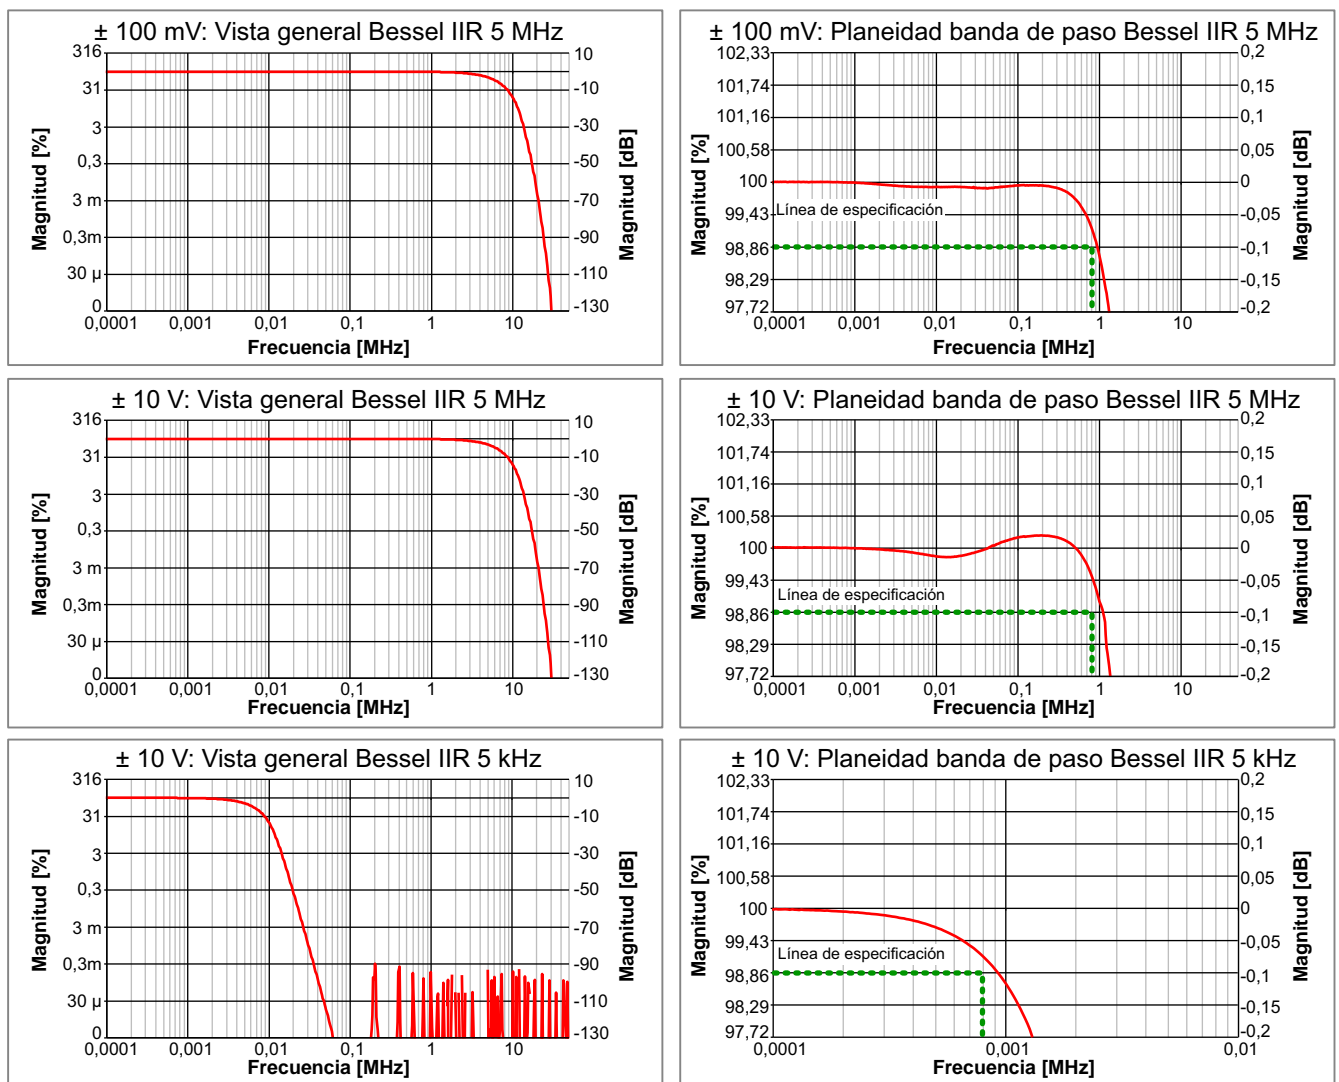 ± 100 mV: Vista general Bessel IIR 5 MHz
316
31
3
0,3
3 m
0,3m
30 µ
0
10
-10
-30
-50
-70
-90
-110
-130
0,0001 0,001 0,01 0,1 1 10
Magnitud [%]
Magnitud [dB]
Frecuencia [MHz]
± 100 mV: Planeidad banda de paso Bessel IIR 5 MHz
102,33
101,74
101,16
100,58
100
99,43
98,86
98,29
97,72
0,2
0,15
0,1
0,05
0
-0,05
-0,1
-0,15
-0,2
Línea de especificación
0,0001 0,001 0,01 0,1 1 10
Magnitud [%]
Magnitud [dB]
Frecuencia [MHz]
± 10 V: Vista general Bessel IIR 5 MHz
316
31
3
0,3
3 m
0,3m
30 µ
0
10
-10
-30
-50
-70
-90
-110
-130
0,0001 0,001 0,01 0,1 1 10
Magnitud [%]
Magnitud [dB]
Frecuencia [MHz]
± 10 V: Planeidad banda de paso Bessel IIR 5 MHz
102,33
101,74
101,16
100,58
100
99,43
98,86
98,29
97,72
0,2
0,15
0,1
0,05
0
-0,05
-0,1
-0,15
-0,2
Línea de especificación
0,0001 0,001 0,01 0,1 1 10
Magnitud [%]
Magnitud [dB]
Frecuencia [MHz]
± 10 V: Vista general Bessel IIR 5 kHz
316
31
3
0,3
3 m
0,3m
30 µ
0
10
-10
-30
-50
-70
-90
-110
-130
0,0001 0,001 0,01 0,1 1 10
Magnitud [%]
Magnitud [dB]
Frecuencia [MHz]
± 10 V: Planeidad banda de paso Bessel IIR 5 kHz
102,33
101,74
101,16
100,58
100
99,43
98,86
98,29
97,72
0,2
0,15
0,1
0,05
0
-0,05
-0,1
-0,15
-0,2
Línea de especificación
0,0001 0,001 0,01
Magnitud [%]
Magnitud [dB]
Frecuencia [MHz]